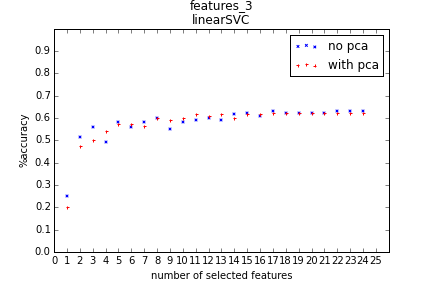 features_3
linearSVC
no pca
with pca
%accuracy
0.9
0.8
0.7
0.6
0.5
0.4
0.3
0.2
0.1
0.0
0 1 2 3 4 5 6 7 8 9 10 11 12 13 14 15 16 17 18 19 20 21 22 23 24 25
number of selected features